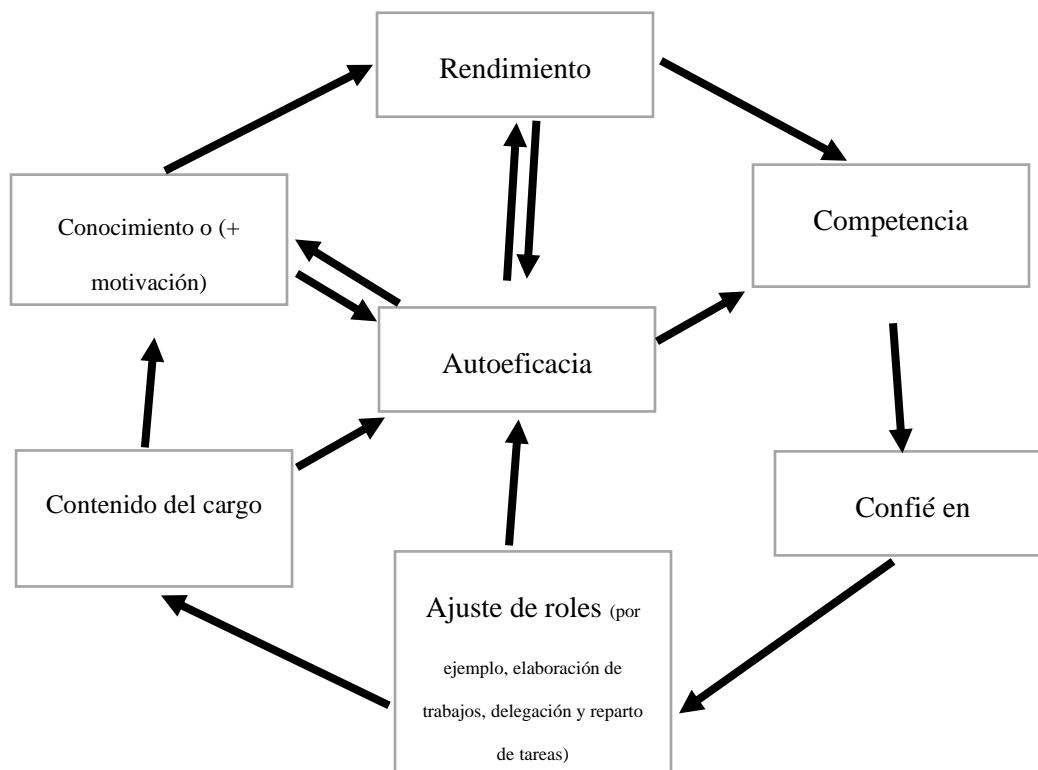 Rendimiento
Conocimiento o (+
motivación)
Competencia
Autoeficacia
Contenido del cargo
Confié en
Ajuste de roles (por
ejemplo, elaboración de
trabajos, delegación y reparto
de tareas)